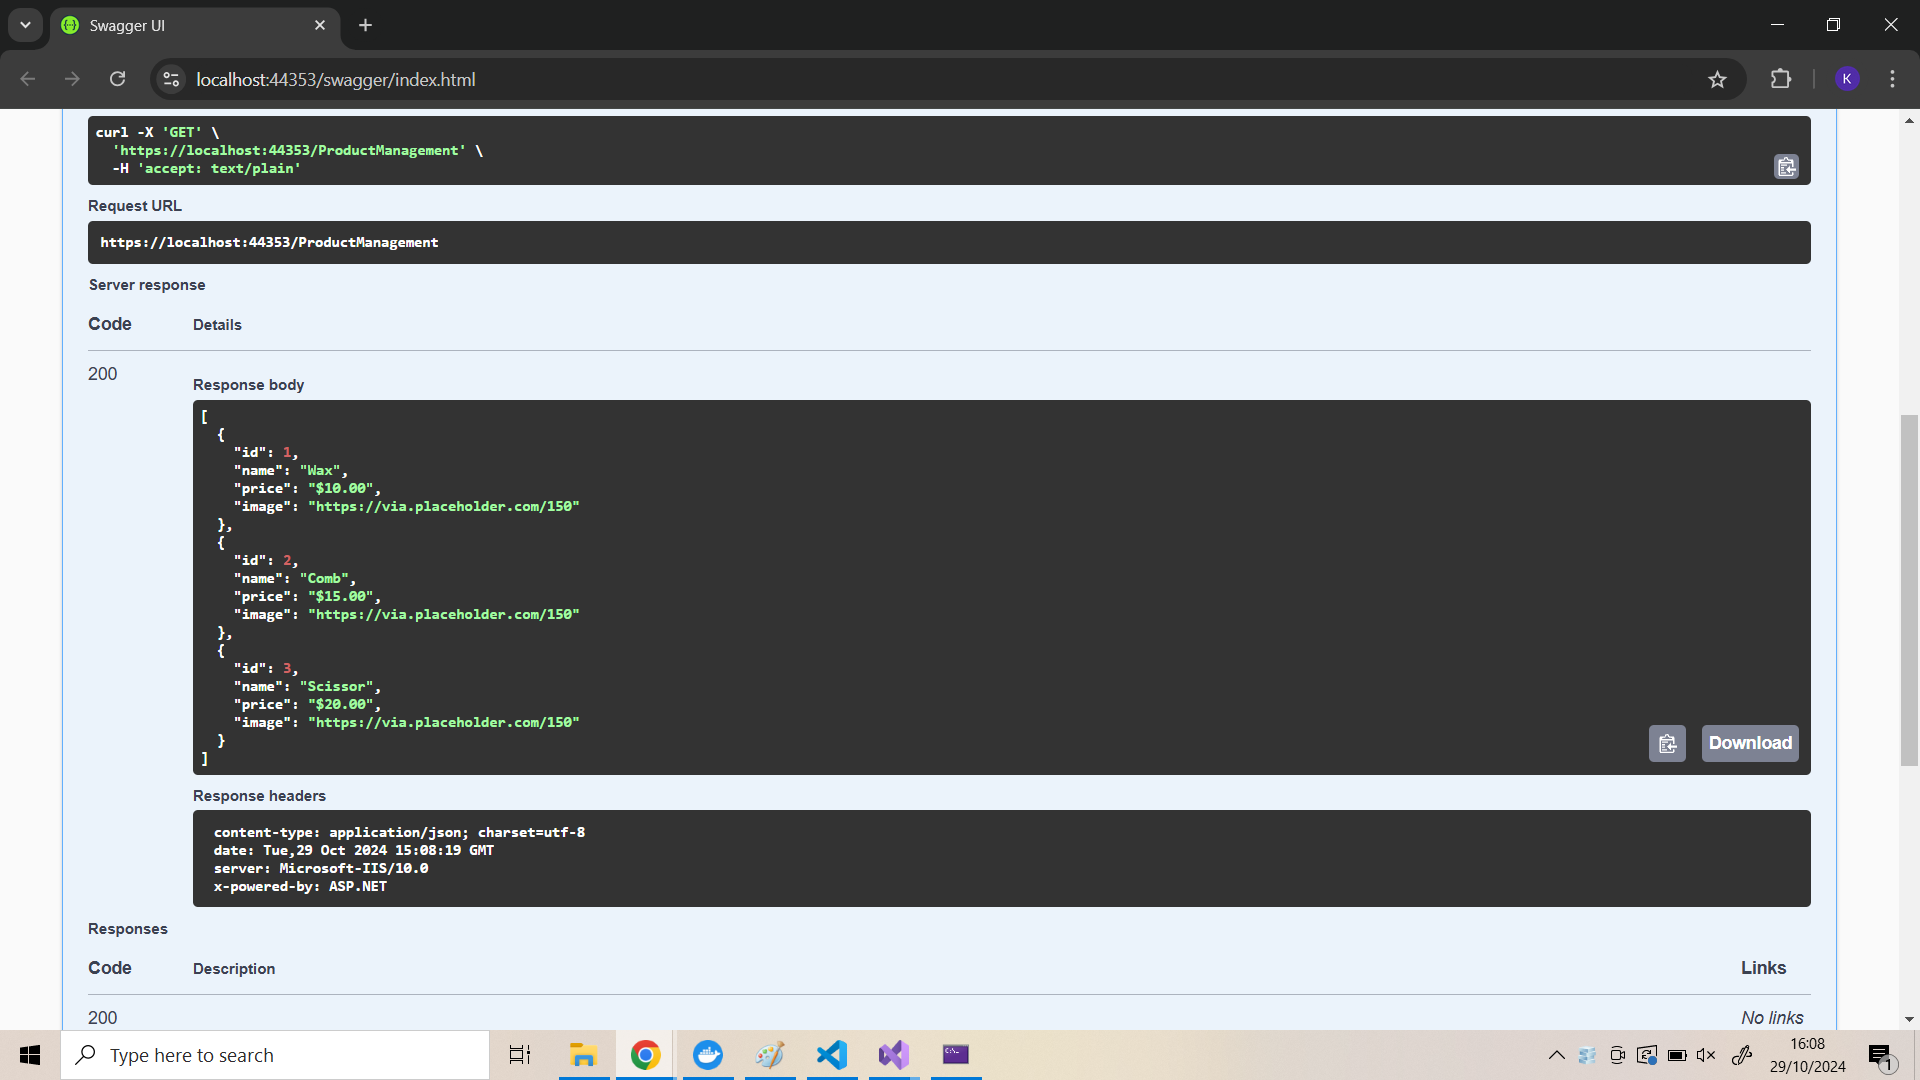 Swagger UI
localhost:44353/swagger/index.html
K
curl -X 'GET' \
'https://localhost:44353/ProductManagement' \
-H 'accept: text/plain'
Request URL
https://localhost:44353/ProductManagement
Server response
Code Details
200
Response body
[
{
"id": 1,
"name": "Wax",
"price": "$10.00",
"image": "https://via.placeholder.com/150"
},
{
"id": 2,
"name": "Comb",
"price": "$15.00",
"image": "https://via.placeholder.com/150"
},
{
"id": 3,
"name": "Scissor",
"price": "$20.00",
"image": "https://via.placeholder.com/150"
}
]
Download
Response headers
content-type: application/json; charset=utf-8
date: Tue,29 Oct 2024 15:08:19 GMT
server: Microsoft-IIS/10.0
x-powered-by: ASP.NET
Responses
Code Description Links
200 No links
Type here to search
16:08
29/10/2024
1